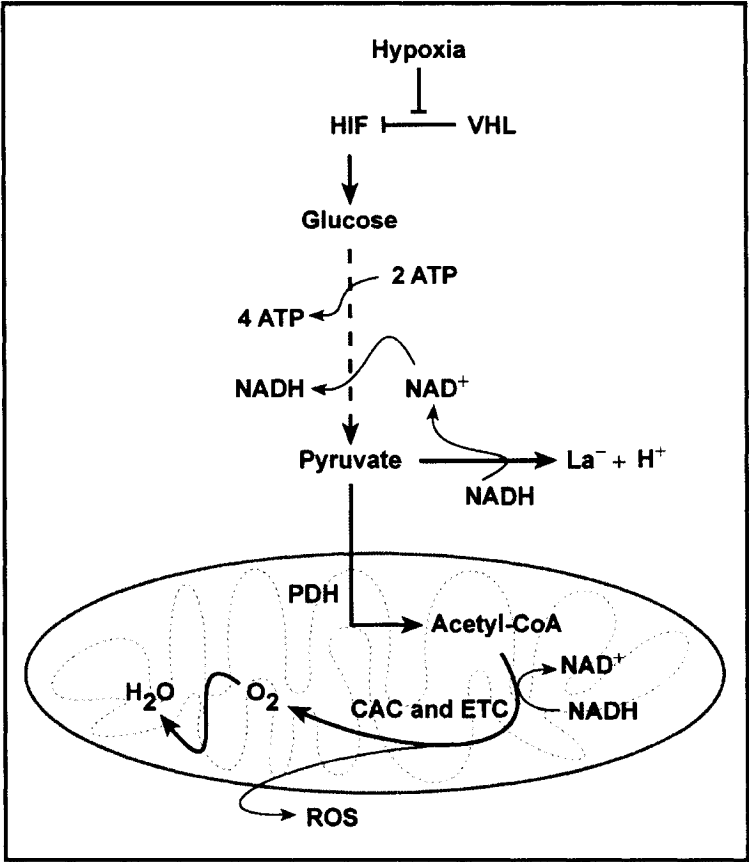 Hypoxia
HIF VHL
Glucose
2 ATP
4 ATP
NADH NAD⁺
Pyruvate La⁻ + H⁺
NADH
PDH
Acetyl-CoA
NAD⁺
H₂O O₂ CAC and ETC NADH
ROS